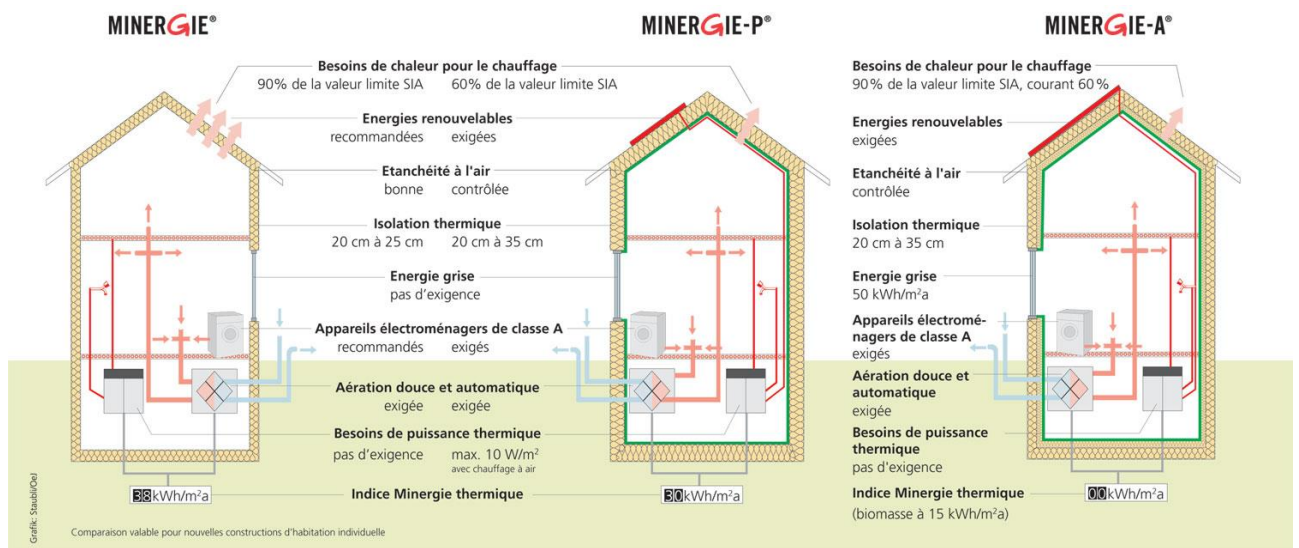 MINERGIE®
MINERGIE-P®
MINERGIE-A®
Besoins de chaleur pour le chauffage
90% de la valeur limite SIA 60% de la valeur limite SIA
Energies renouvelables
recommandées exigées
Etanchéité à l'air
bonne contrôlée
Isolation thermique
20 cm à 25 cm 20 cm à 35 cm
Energie grise
pas d'exigence
Appareils électroménagers de classe A
recommandés exigés
Aération douce et automatique
exigée exigée
Besoins de puissance thermique
pas d'exigence max. 10 W/m²
avec chauffage à air
Indice Minergie thermique
38 kWh/m²a
30 kWh/m²a
Besoins de chaleur pour le chauffage
90% de la valeur limite SIA, courant 60%
Energies renouvelables
exigées
Etanchéité à l'air
contrôlée
Isolation thermique
20 cm à 35 cm
Energie grise
50 kWh/m²a
Appareils électromé-
nagers de classe A
exigés
Aération douce et
automatique
exigée
Besoins de puissance
thermique
pas d'exigence
Indice Minergie thermique
(biomasse à 15 kWh/m²a)
00 kWh/m²a
Comparaison valable pour nouvelles constructions d'habitation individuelle
Grafik: Staubli/OeJ